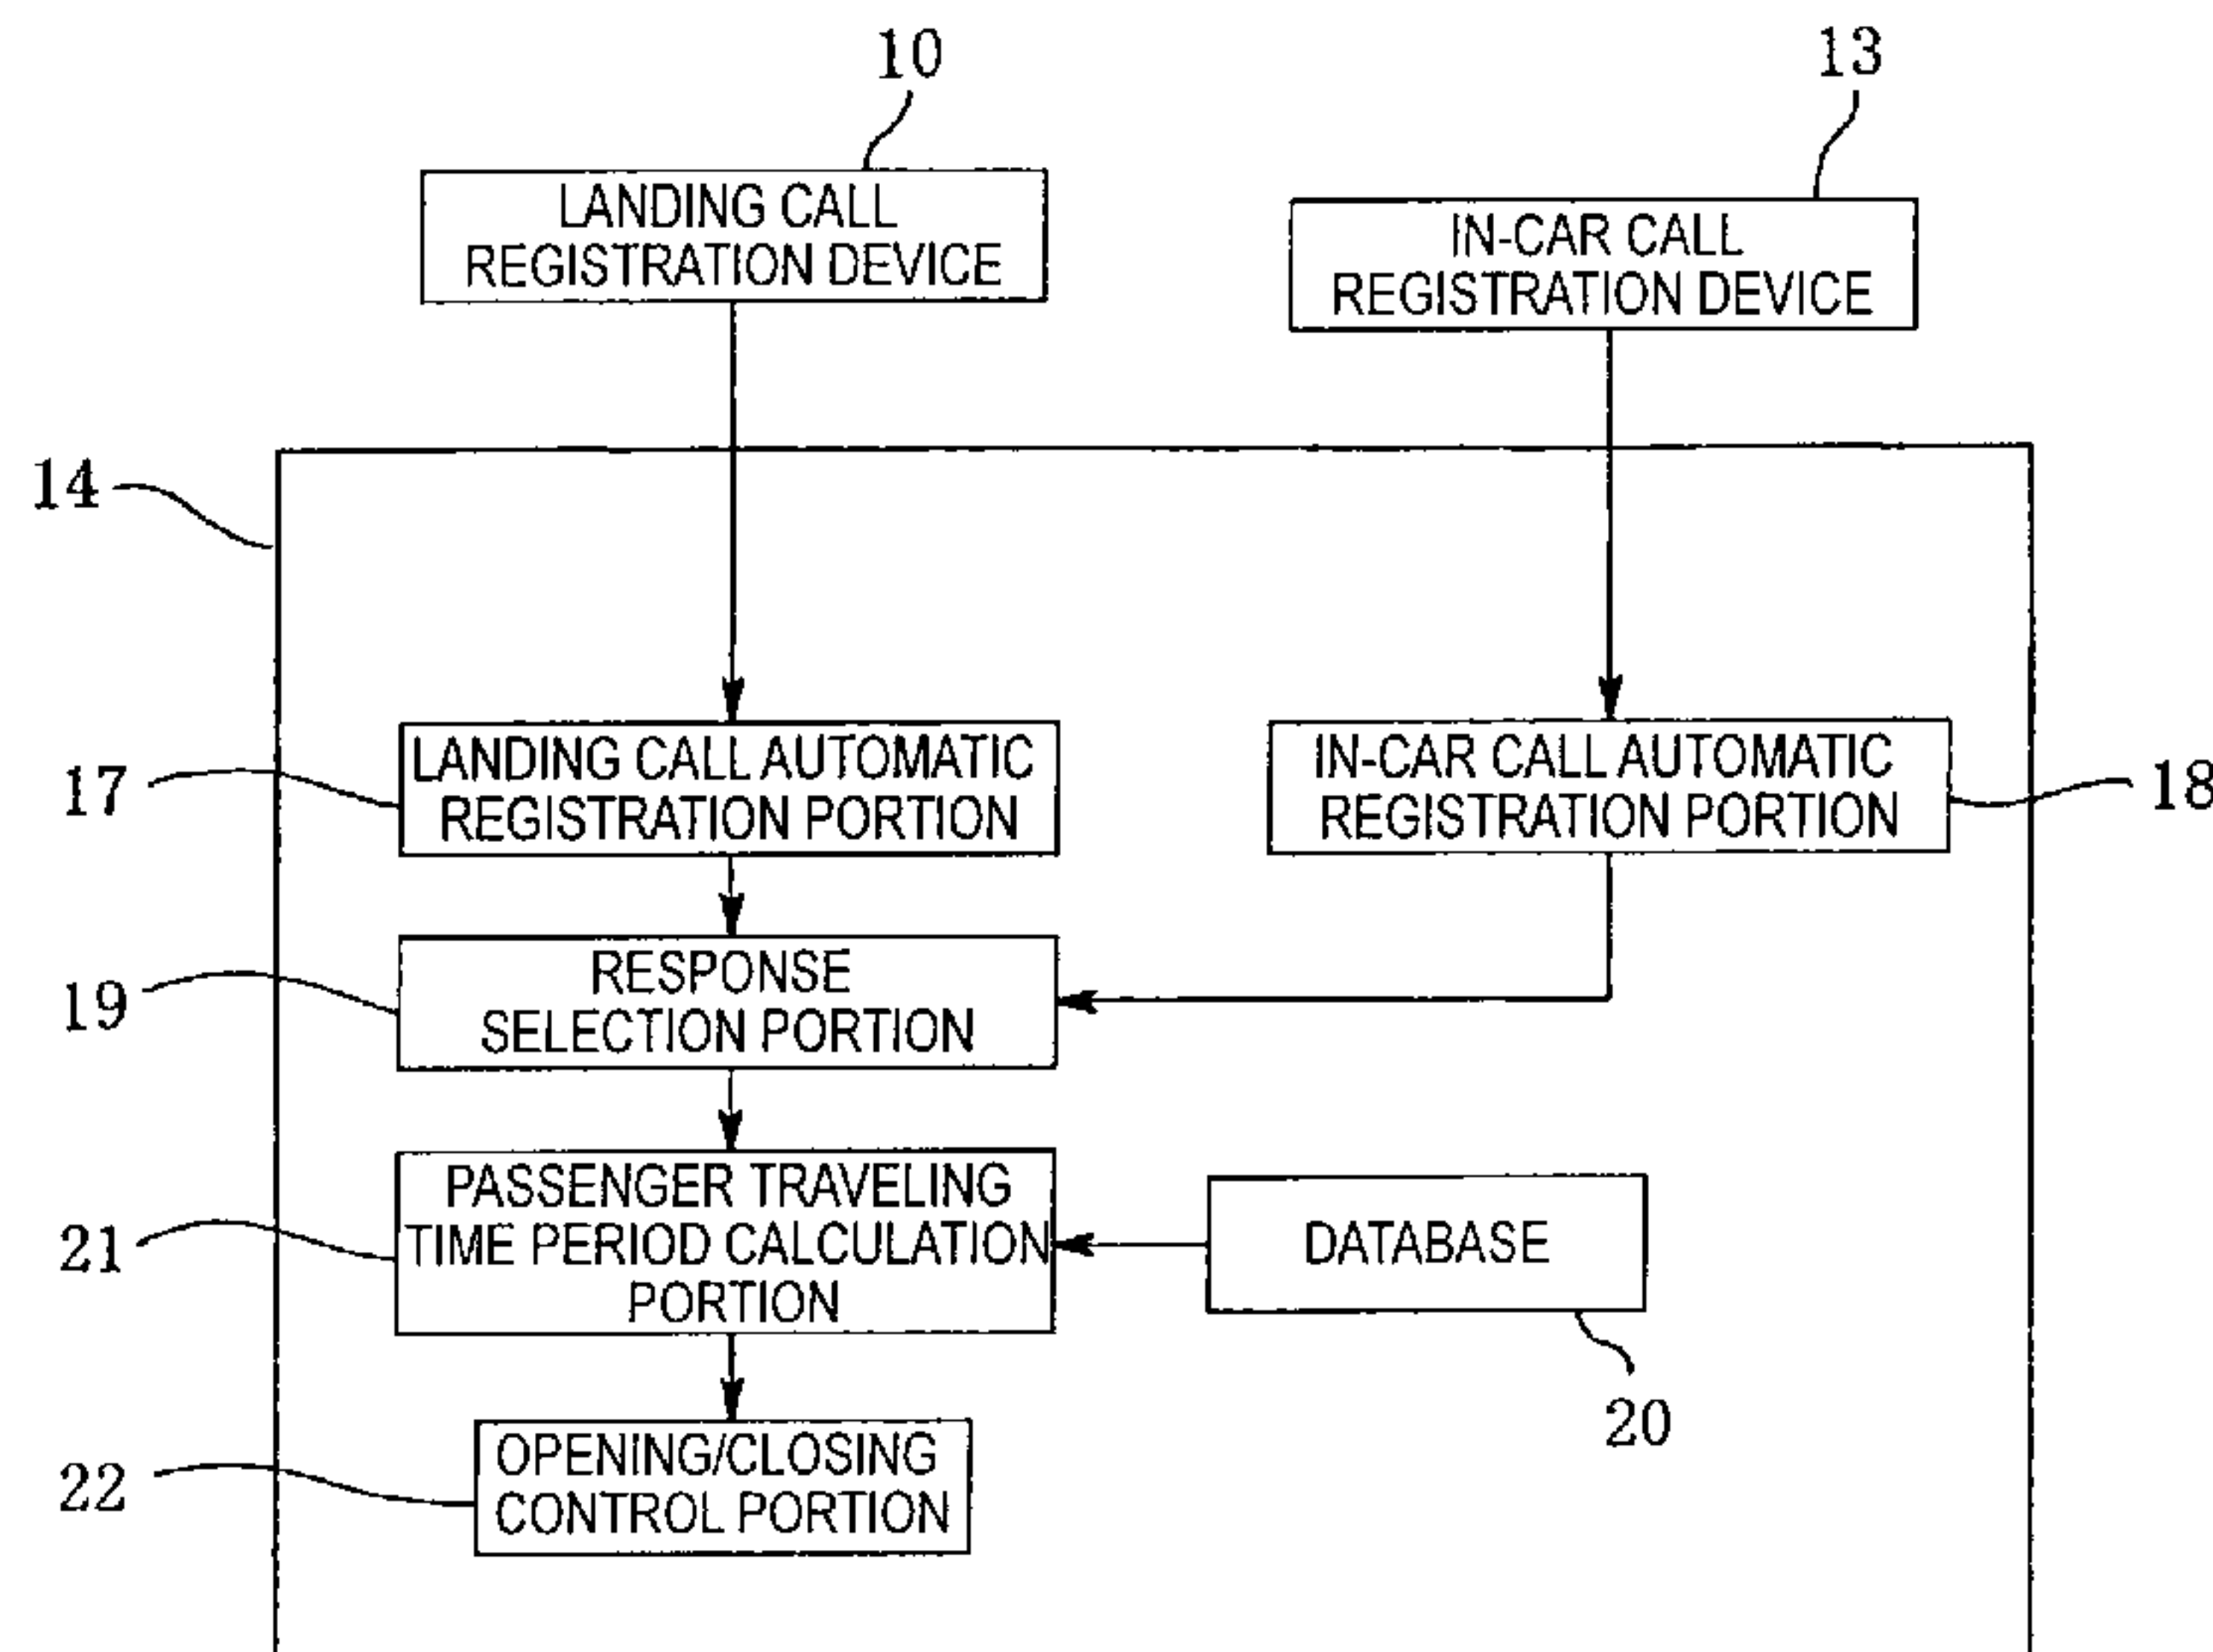 10
13
LANDING CALL
REGISTRATION DEVICE
IN-CAR CALL
REGISTRATION DEVICE
14
LANDING CALL AUTOMATIC
REGISTRATION PORTION
17
IN-CAR CALL AUTOMATIC
REGISTRATION PORTION
18
RESPONSE
SELECTION PORTION
19
PASSENGER TRAVELING
TIME PERIOD CALCULATION
PORTION
21
DATABASE
20
OPENING/CLOSING
CONTROL PORTION
22